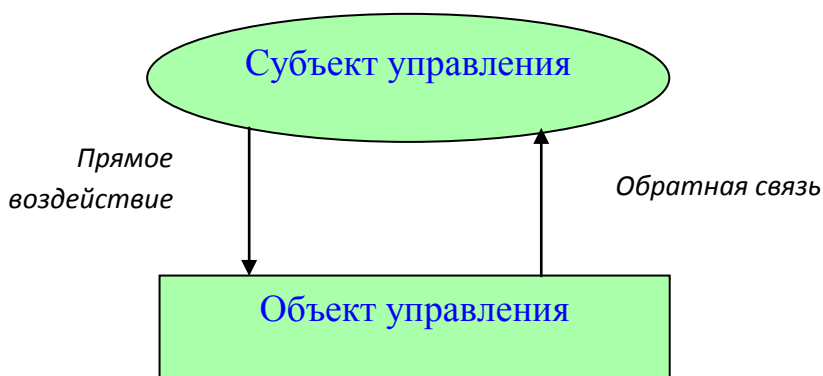 Субъект управления
Прямое
воздействие
Обратная связь
Объект управления